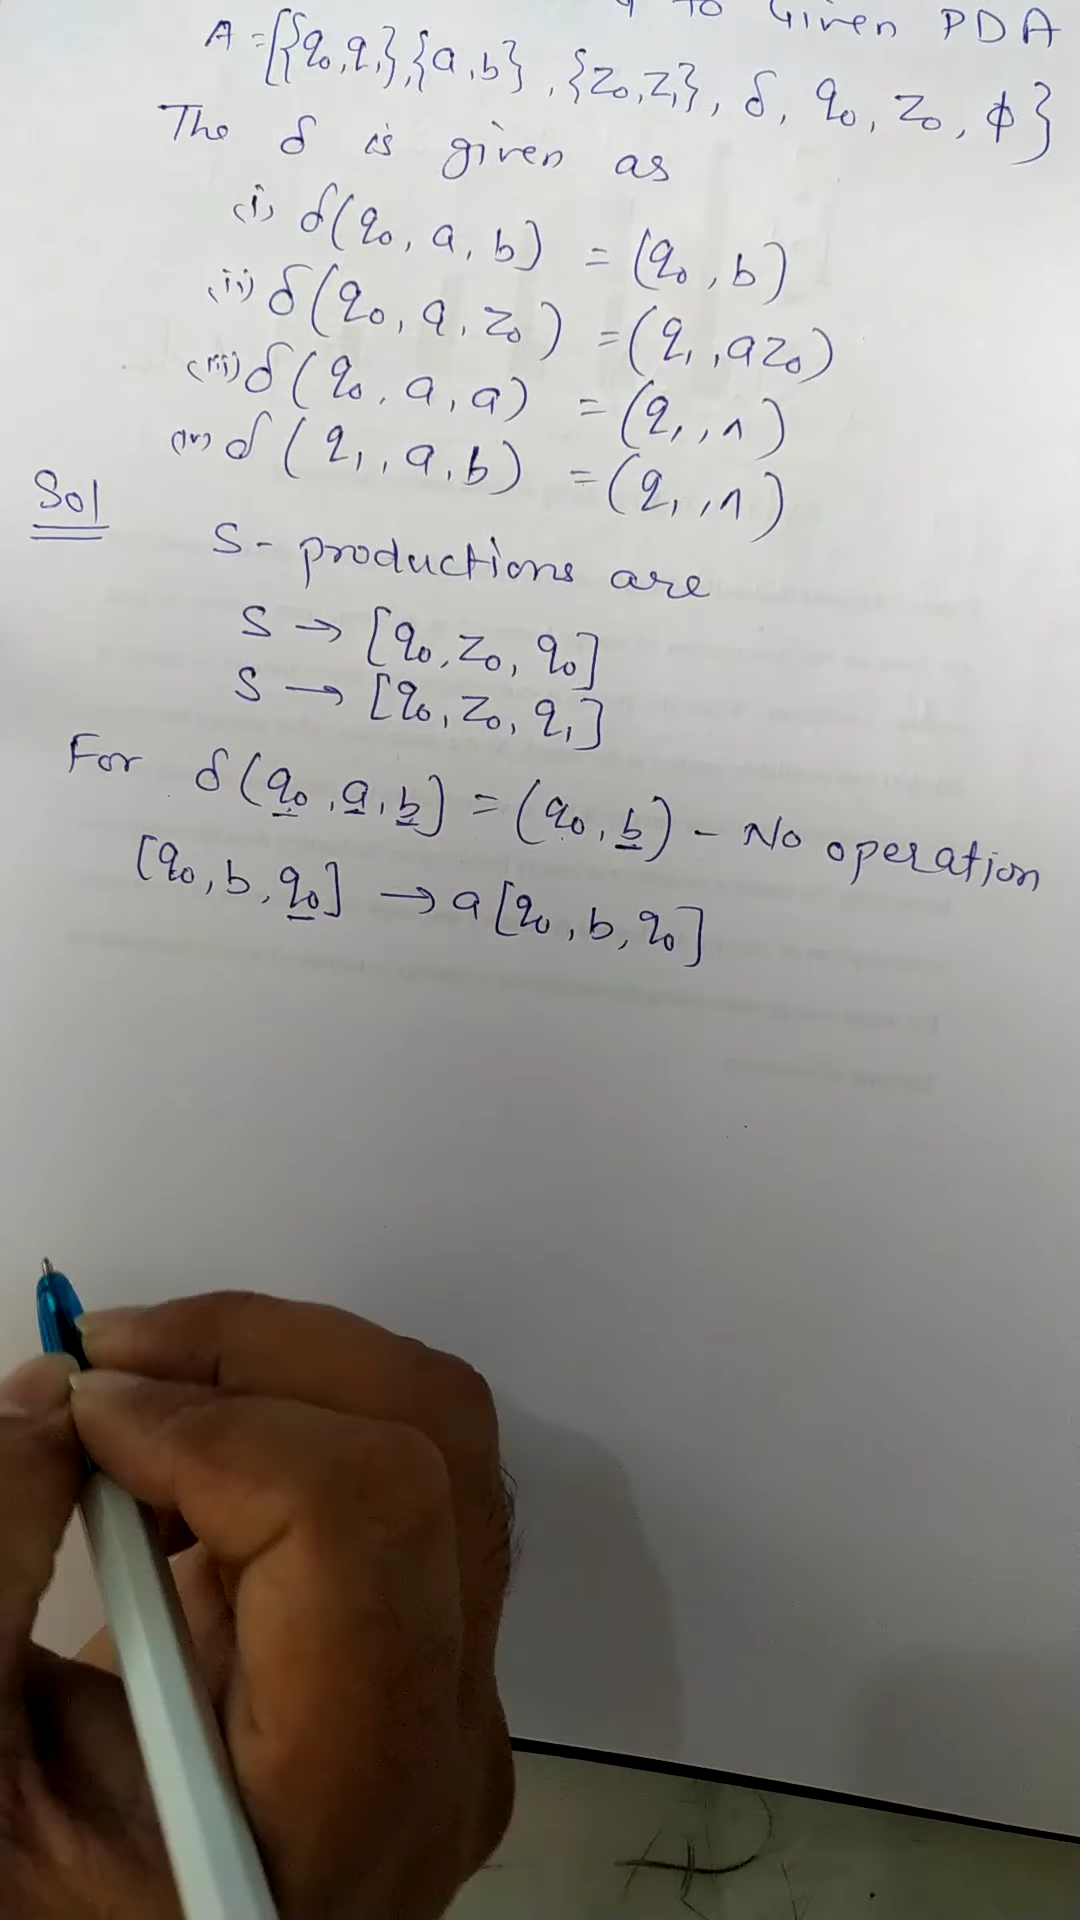 to Given PDA
A = [{q₀,q₁},{a,b},{z₀,z₁}, δ, q₀, z₀, ϕ}
The δ is given as
(i) δ(q₀, a, b) = (q₀, b)
(ii) δ(q₀, a, z₀) = (q₁, az₀)
(iii) δ(q₀, a, a) = (q₁, ∧)
(iv) δ(q₁, a, b) = (q₁, ∧)
Sol
S- productions are
S → [q₀, z₀, q₀]
S → [q₀, z₀, q₁]
For δ(q₀, a, b) = (q₀, b) - No operation
[q₀, b, q₀] → a[q₀, b, q₀]